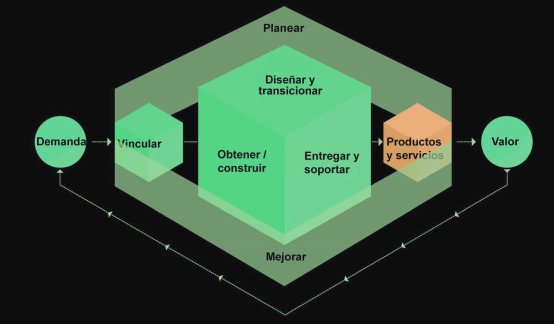 Planear
Diseñar y
transicionar
Demanda
Vincular
Obtener /
construir
Entregar y
soportar
Productos
y servicios
Valor
Mejorar